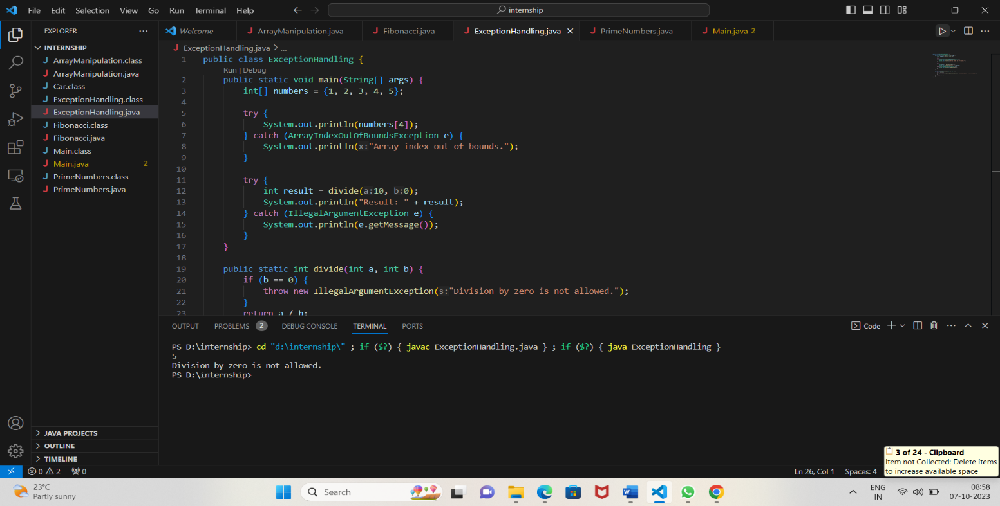 File Edit Selection View Go Run Terminal Help
internship
EXPLORER
INTERNSHIP
ArrayManipulation.class
ArrayManipulation.java
Car.class
ExceptionHandling.class
ExceptionHandling.java
Fibonacci.class
Fibonacci.java
Main.class
Main.java 2
PrimeNumbers.class
PrimeNumbers.java
JAVA PROJECTS
OUTLINE
TIMELINE
Welcome ArrayManipulation.java Fibonacci.java ExceptionHandling.java PrimeNumbers.java Main.java 2
ExceptionHandling.java > ...
1 public class ExceptionHandling {
Run | Debug
2 public static void main(String[] args) {
3 int[] numbers = {1, 2, 3, 4, 5};
4
5 try {
6 System.out.println(numbers[4]);
7 } catch (ArrayIndexOutOfBoundsException e) {
8 System.out.println(x:"Array index out of bounds.");
9 }
10
11 try {
12 int result = divide(a:10, b:0);
13 System.out.println("Result: " + result);
14 } catch (IllegalArgumentException e) {
15 System.out.println(e.getMessage());
16 }
17 }
18
19 public static int divide(int a, int b) {
20 if (b == 0) {
21 throw new IllegalArgumentException(s:"Division by zero is not allowed.");
22 }
23 return a / b;
OUTPUT PROBLEMS 2 DEBUG CONSOLE TERMINAL PORTS
Code
PS D:\internship> cd "d:\internship\" ; if ($?) { javac ExceptionHandling.java } ; if ($?) { java ExceptionHandling }
5
Division by zero is not allowed.
PS D:\internship>
0 2 0
Ln 26, Col 1 Spaces: 4
3 of 24 - Clipboard
Item not Collected: Delete items
to increase available space
23°C
Partly sunny
Search
ENG
IN
08:58
07-10-2023